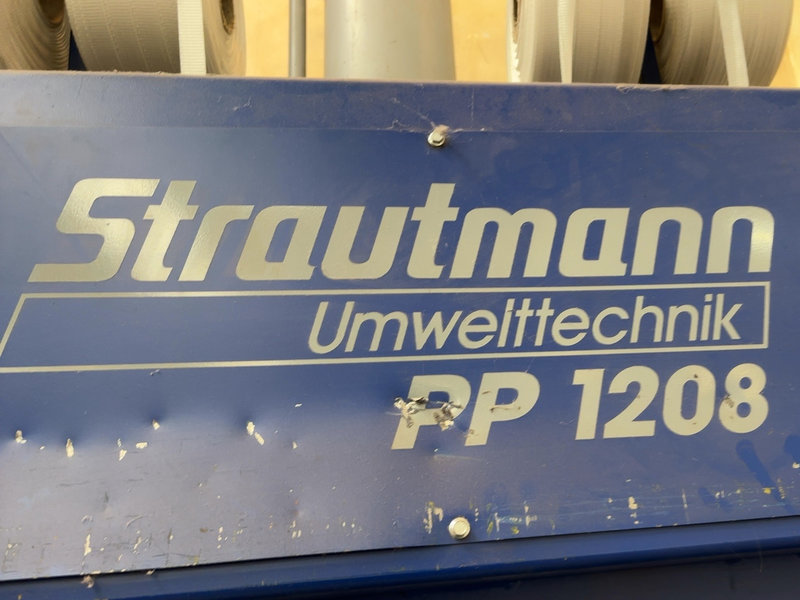 Strautmann
Umwelttechnik
PP 1208